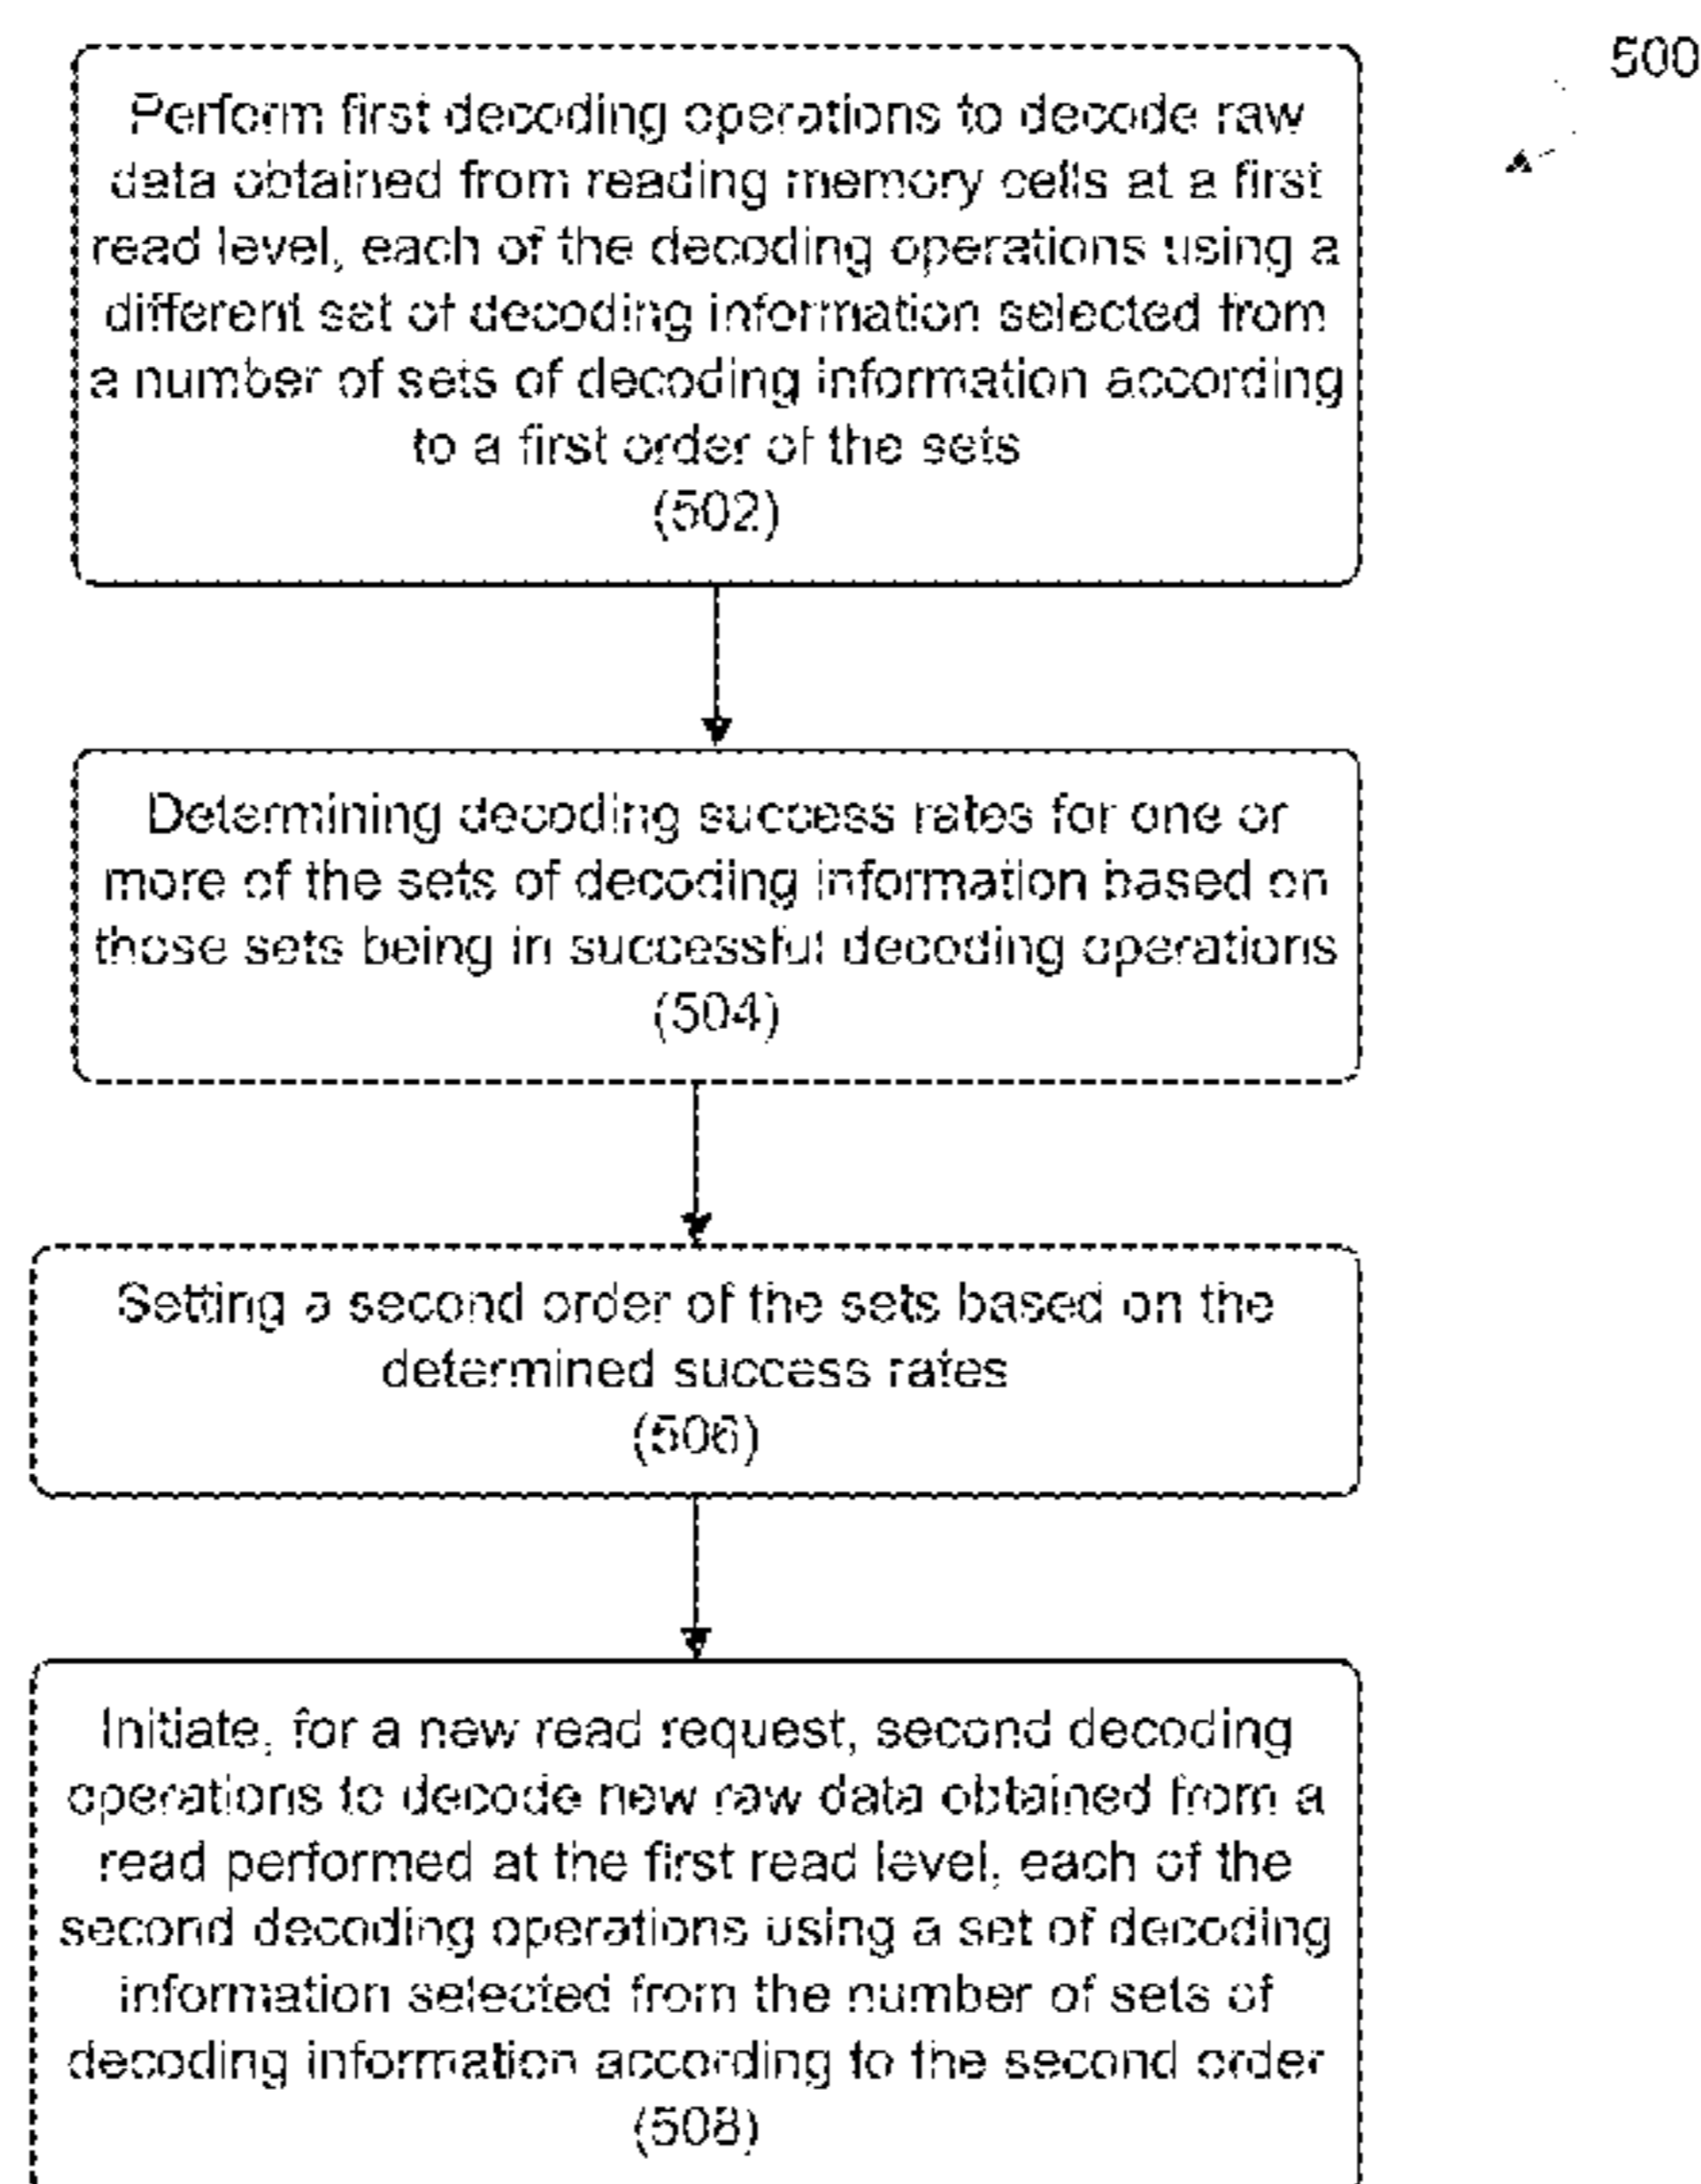 500
Perform first decoding operations to decode raw
data obtained from reading memory cells at a first
read level, each of the decoding operations using a
different set of decoding information selected from
a number of sets of decoding information according
to a first order of the sets
(502)
Determining decoding success rates for one or
more of the sets of decoding information based on
those sets being in successful decoding operations
(504)
Setting a second order of the sets based on the
determined success rates
(506)
Initiate, for a new read request, second decoding
operations to decode new raw data obtained from a
read performed at the first read level, each of the
second decoding operations using a set of decoding
information selected from the number of sets of
decoding information according to the second order
(508)